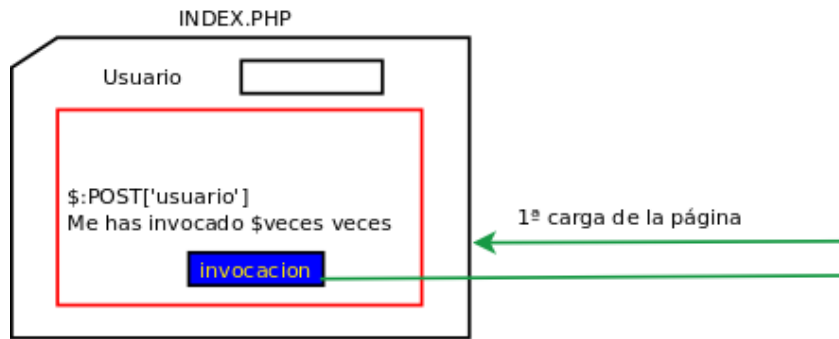 INDEX.PHP
Usuario
$:POST['usuario']
Me has invocado $veces veces
invocacion
1ª carga de la página